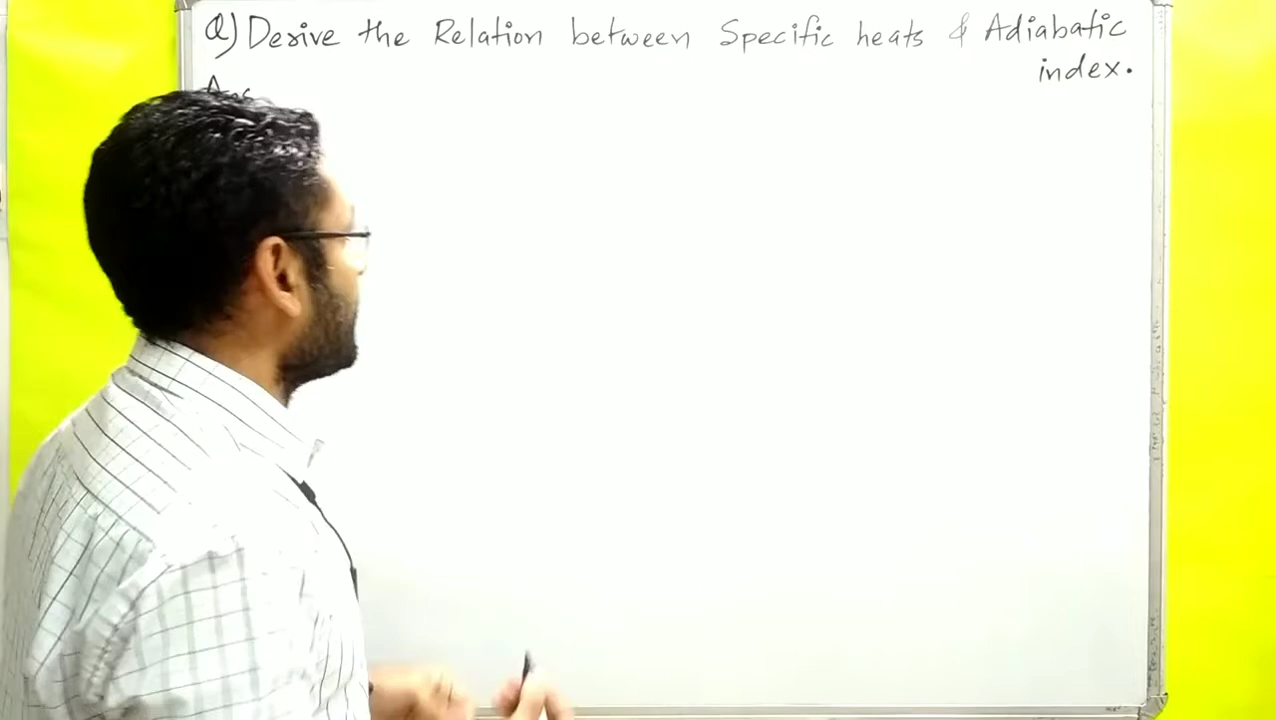 Q) Derive the Relation between Specific heats & Adiabatic
index.